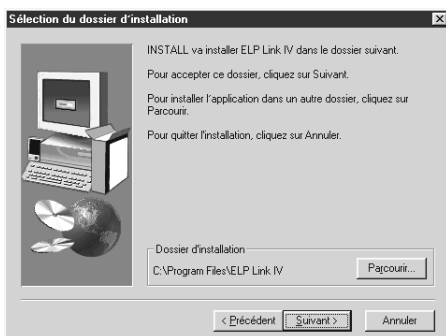 Sélection du dossier d'installation
INSTALL va installer ELP Link IV dans le dossier suivant.
Pour accepter ce dossier, cliquez sur Suivant.
Pour installer l'application dans un autre dossier, cliquez sur
Parcourir.
Pour quitter l'installation, cliquez sur Annuler.
Dossier d'installation
C:\Program Files\ELP Link IV
Parcourir...
< Précédent
Suivant >
Annuler